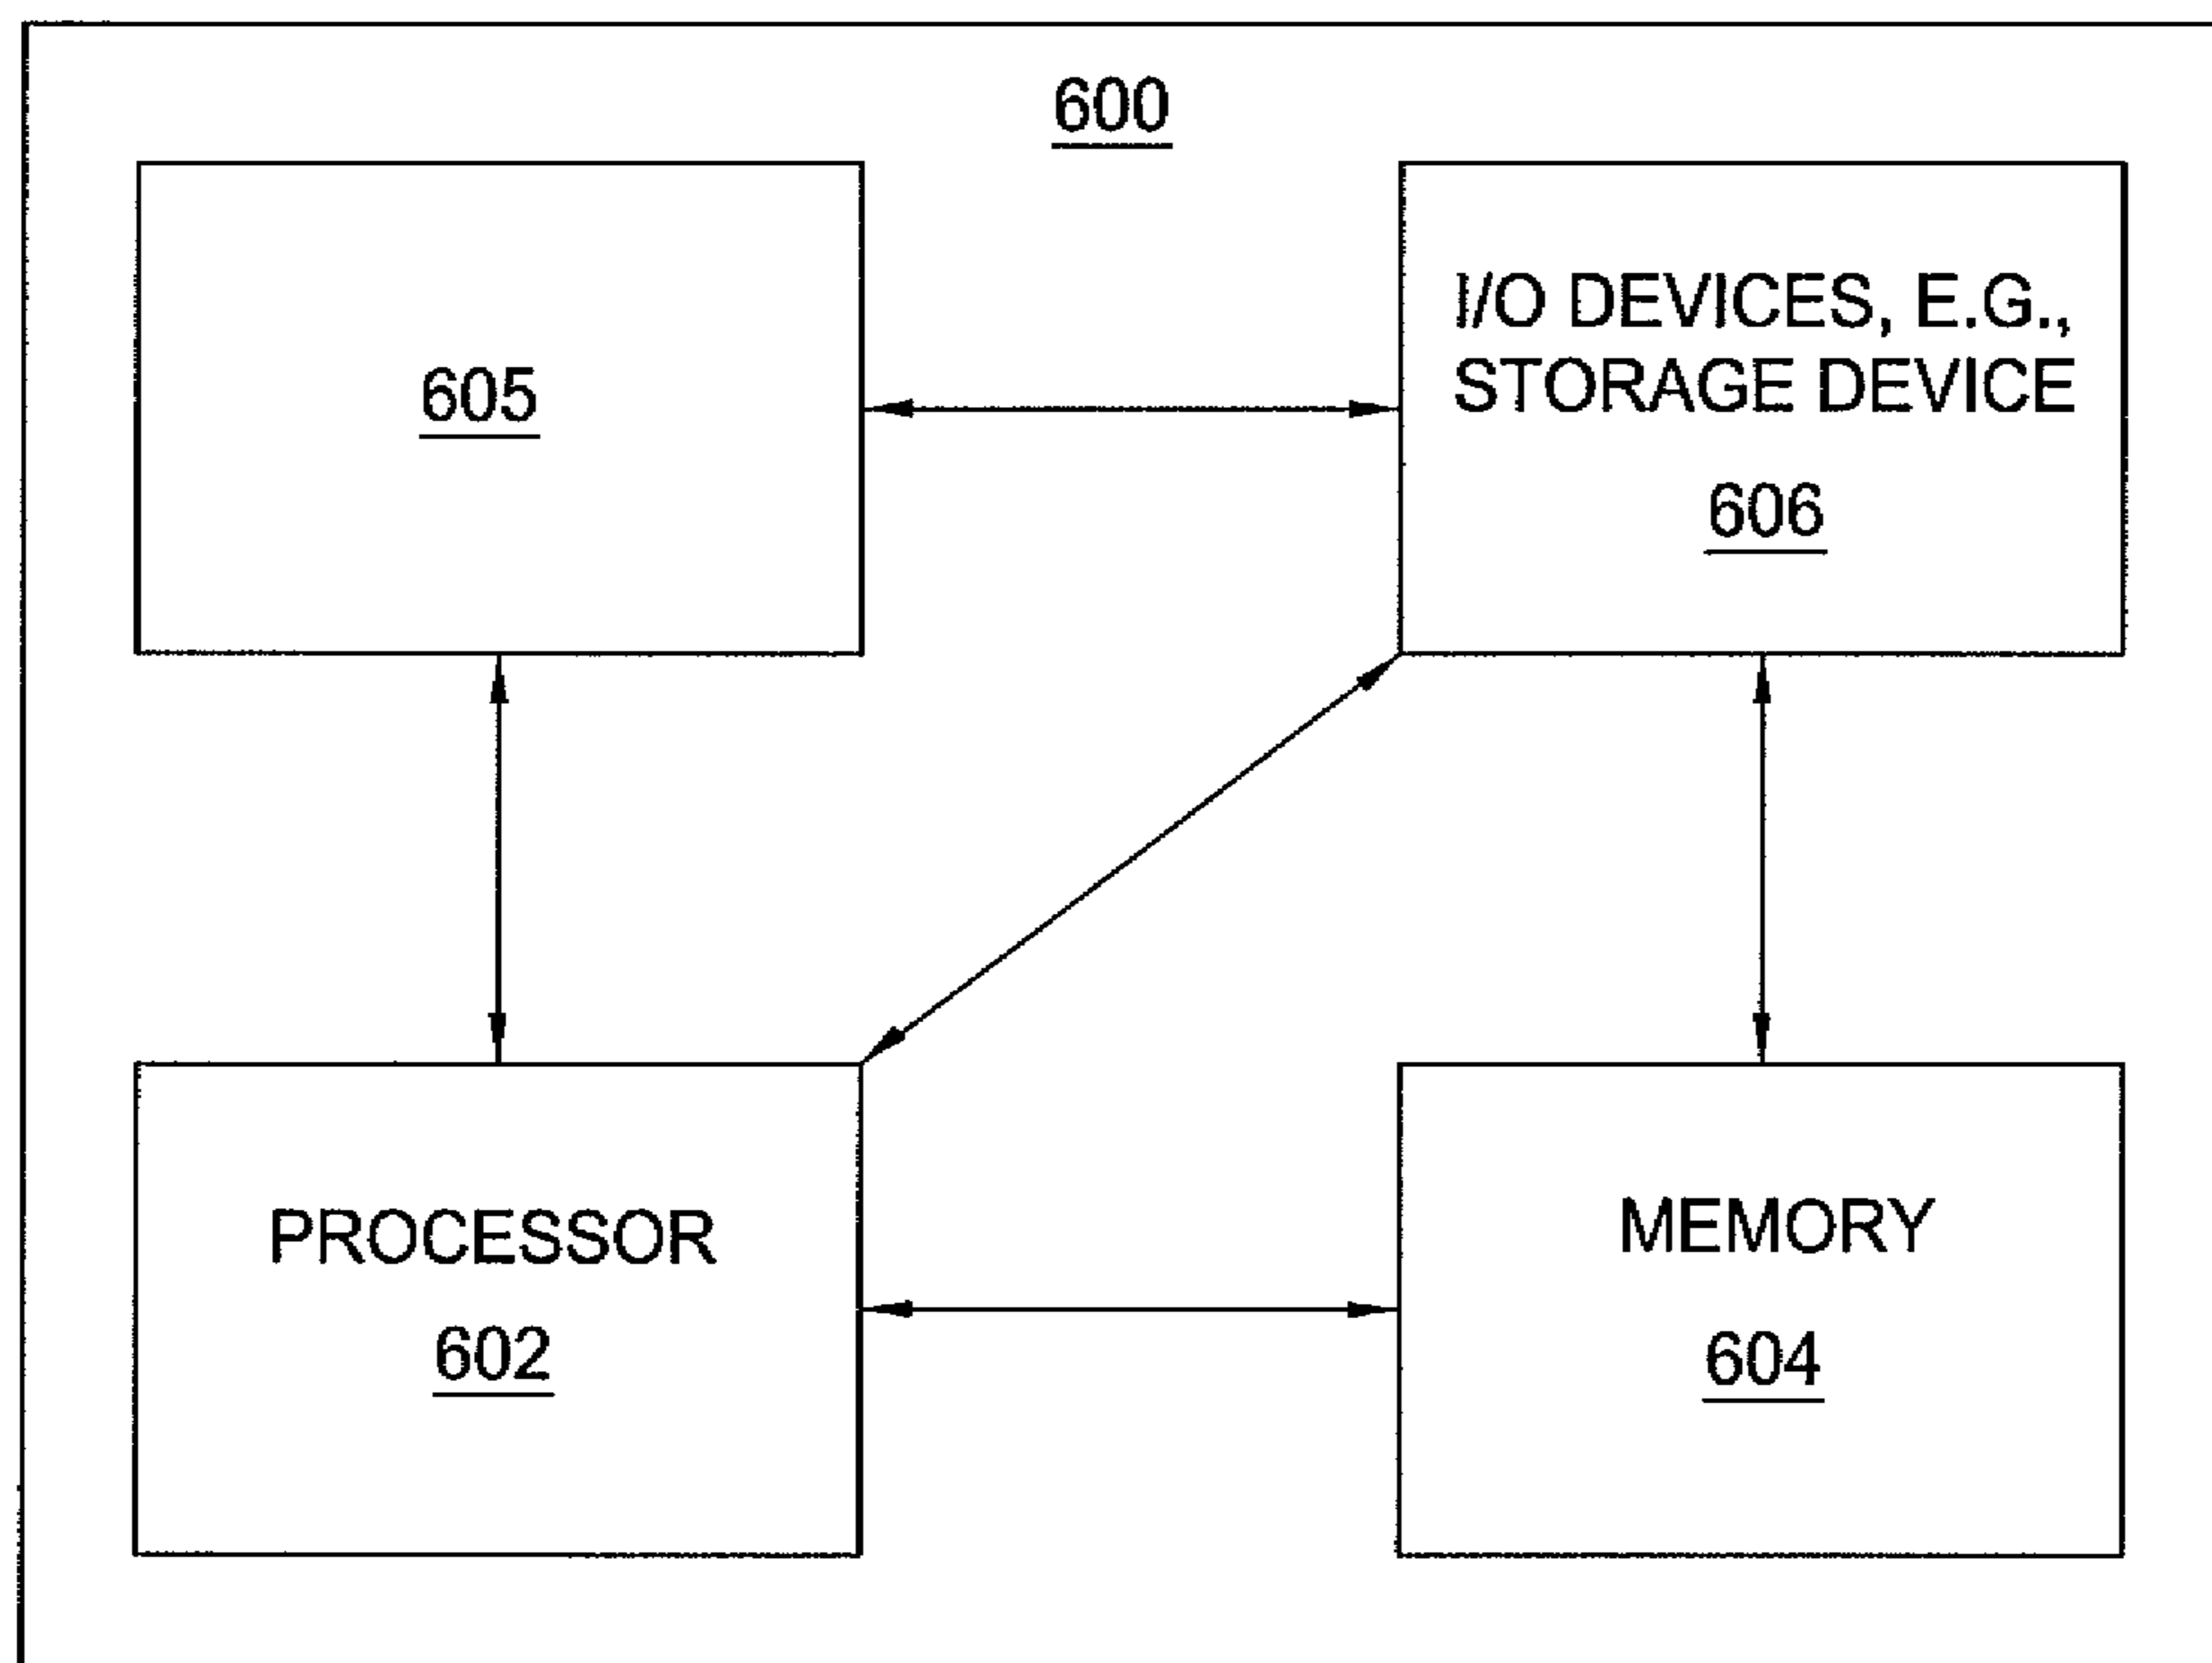 600
605
I/O DEVICES, E.G.,
STORAGE DEVICE
606
PROCESSOR
602
MEMORY
604